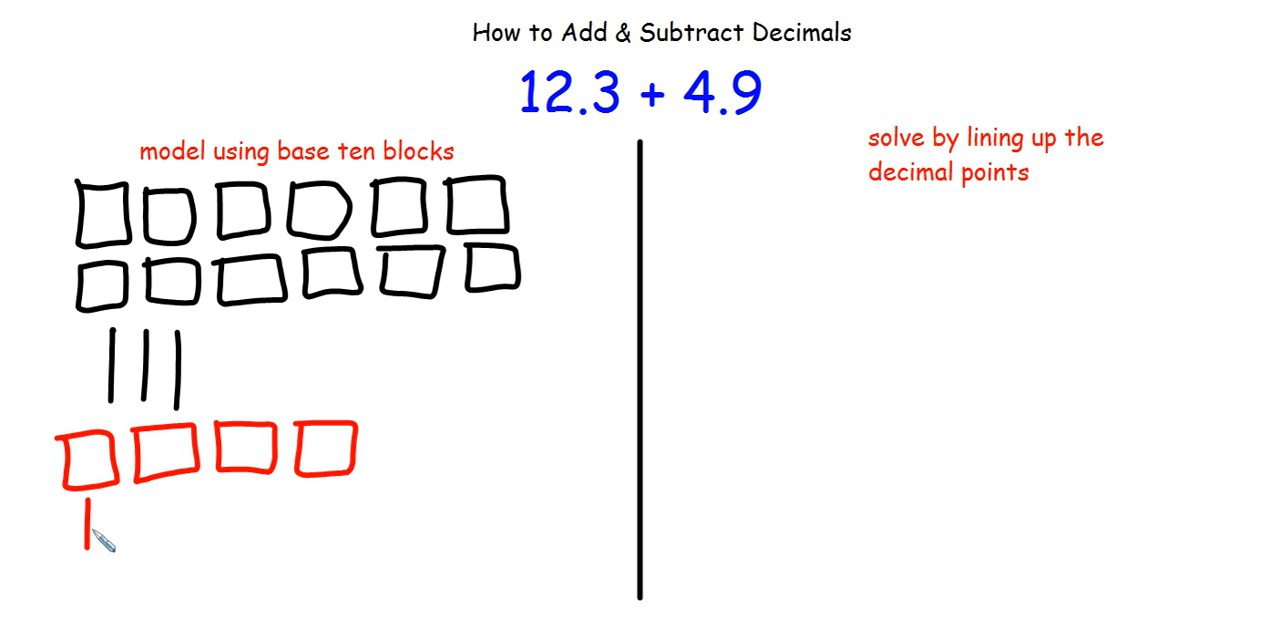 How to Add & Subtract Decimals
12.3 + 4.9
model using base ten blocks
solve by lining up the
decimal points